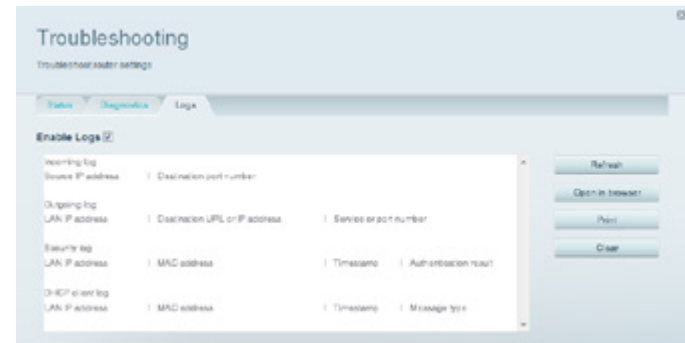 Troubleshooting
Troubleshoot router settings
Status Diagnostics Logs
Enable Logs
Incoming log
Source IP address | Destination port number
Outgoing log
LAN IP address | Destination URL or IP address | Service or port number
Security log
LAN IP address | MAC address | Timestamp | Authentication result
DHCP client log
LAN IP address | MAC address | Timestamp | Message type
Refresh
Open in browser
Print
Clear